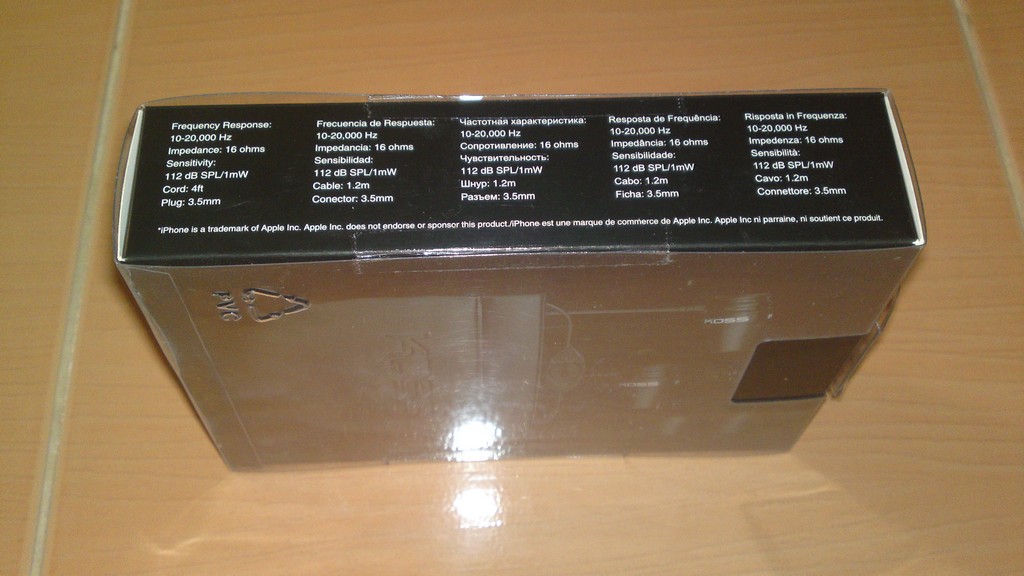 Frequency Response:
10-20,000 Hz
Impedance: 16 ohms
Sensitivity:
112 dB SPL/1mW
Cord: 4ft
Plug: 3.5mm
Frecuencia de Respuesta:
10-20,000 Hz
Impedancia: 16 ohms
Sensibilidad:
112 dB SPL/1mW
Cable: 1.2m
Conector: 3.5mm
Частотная характеристика:
10-20,000 Hz
Сопротивление: 16 ohms
Чувствительность:
112 dB SPL/1mW
Шнур: 1.2m
Разъем: 3.5mm
Resposta de Frequência:
10-20,000 Hz
Impedância: 16 ohms
Sensibilidade:
112 dB SPL/1mW
Cabo: 1.2m
Ficha: 3.5mm
Risposta in Frequenza:
10-20,000 Hz
Impedenza: 16 ohms
Sensibilità:
112 dB SPL/1mW
Cavo: 1.2m
Connettore: 3.5mm
*iPhone is a trademark of Apple Inc. Apple Inc. does not endorse or sponsor this product./iPhone est une marque de commerce de Apple Inc. Apple Inc ni parraine, ni soutient ce produit.
PVC
KOSS
KOSS